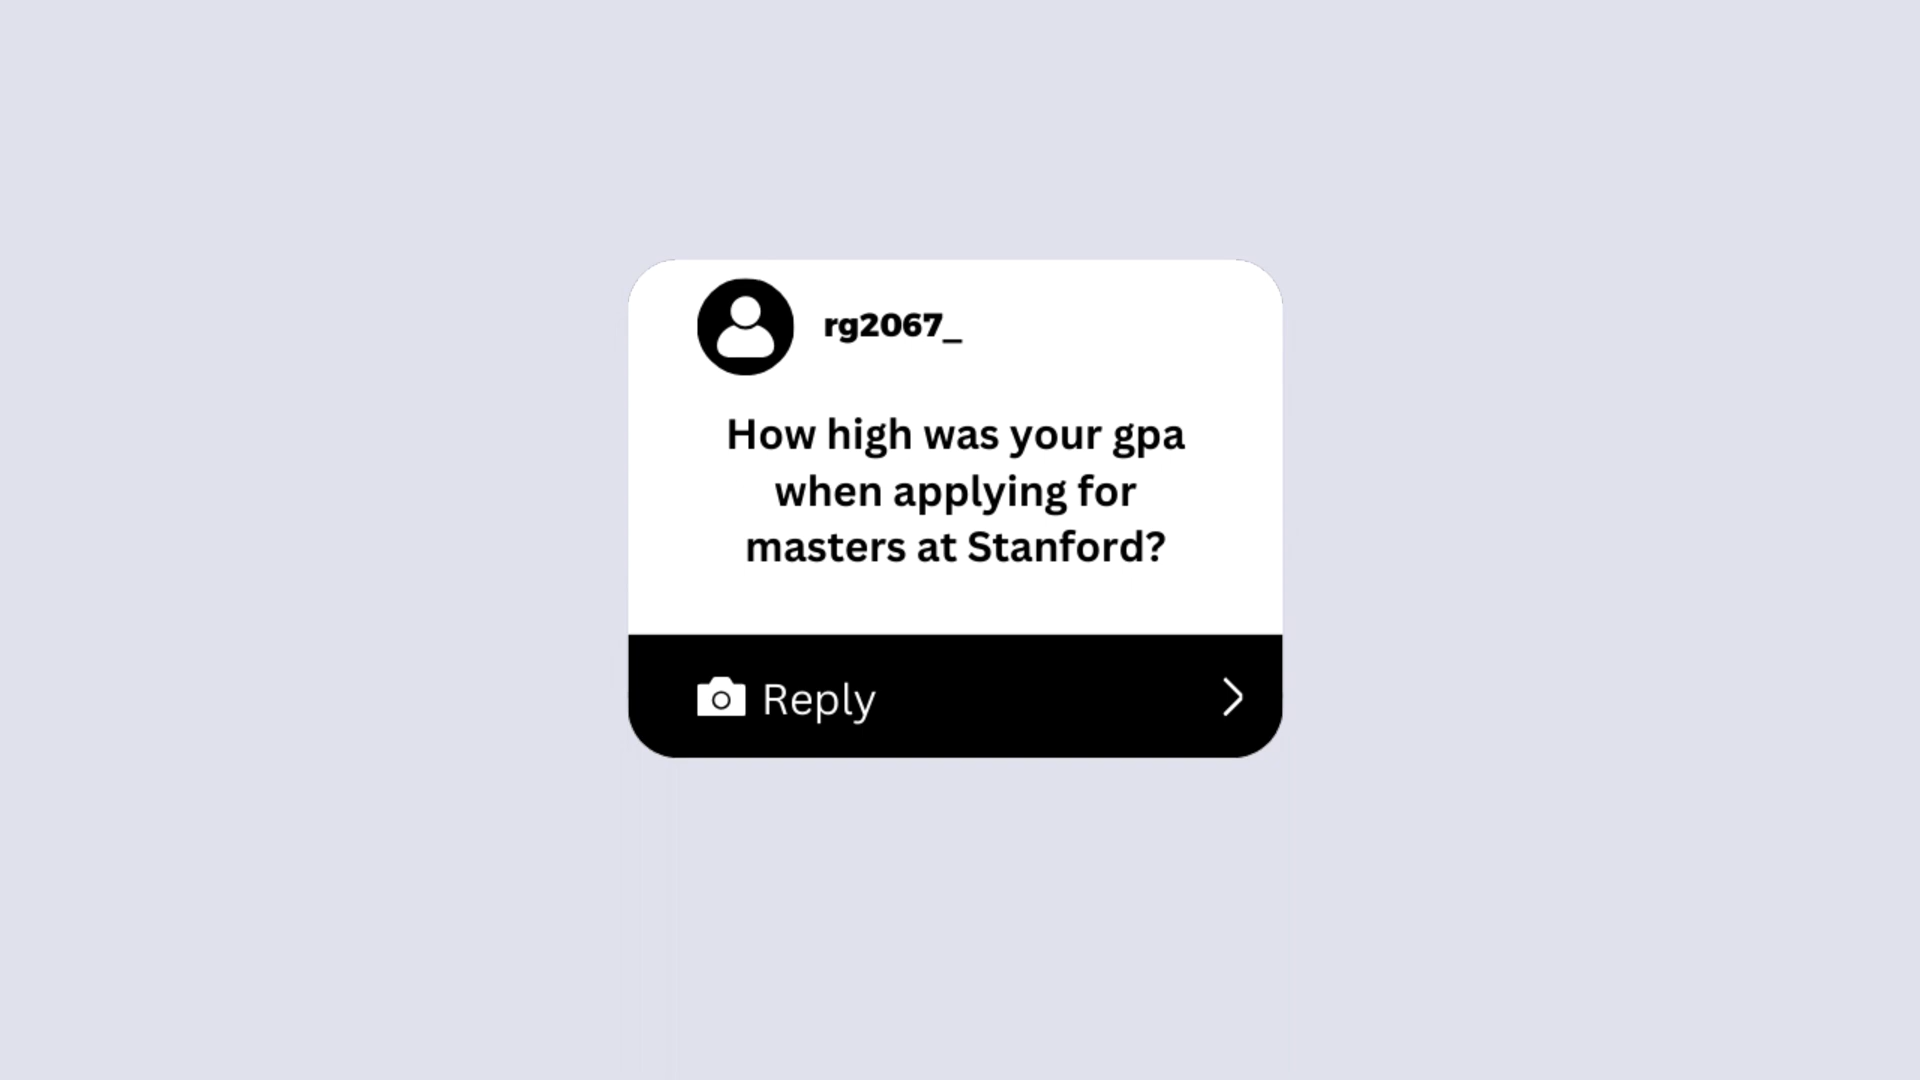 rg2067_
How high was your gpa
when applying for
masters at Stanford?
Reply